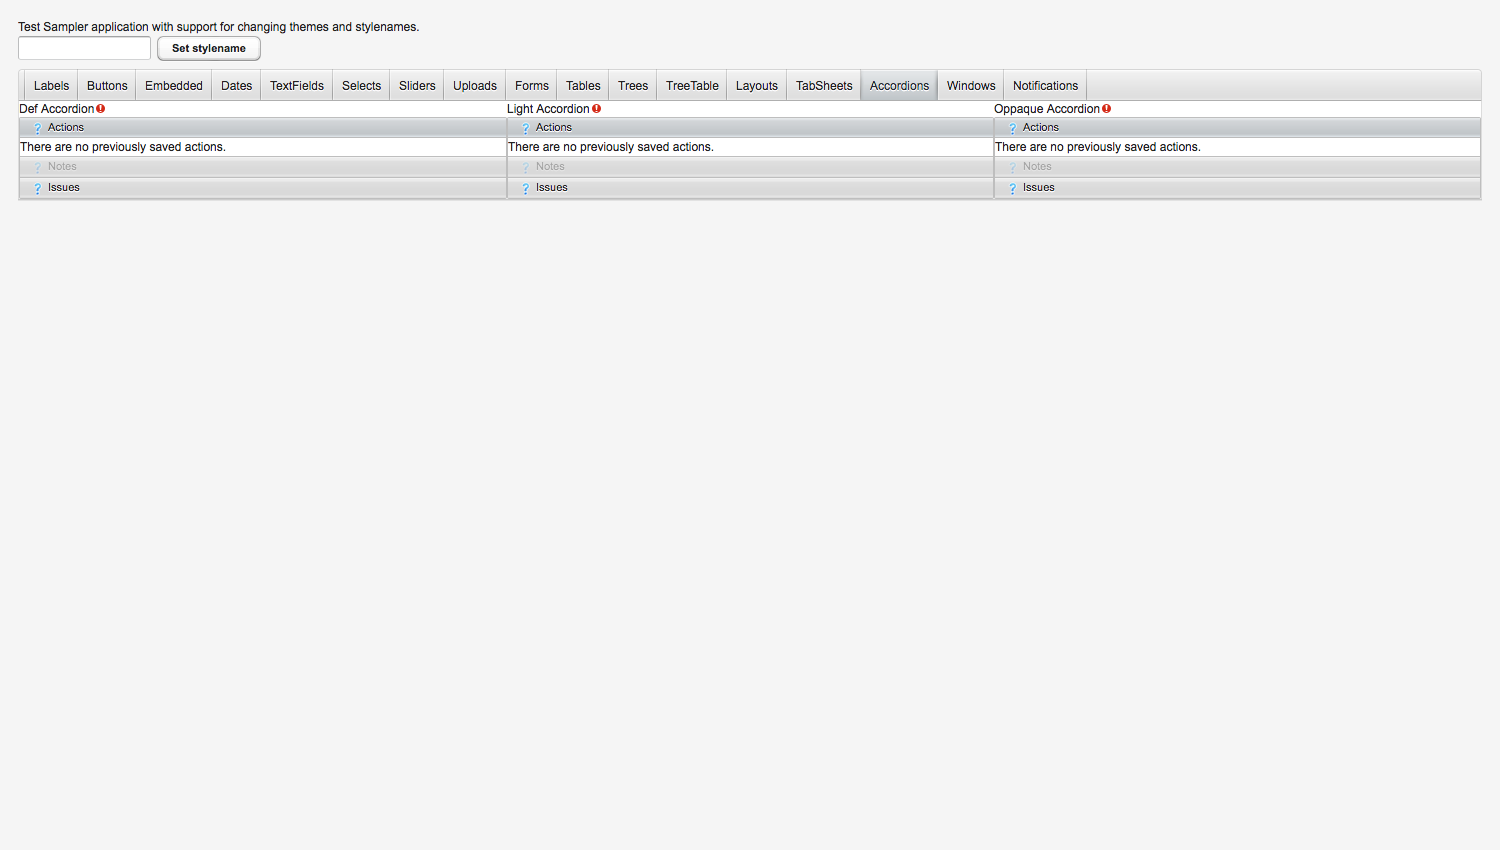 Test Sampler application with support for changing themes and stylenames.
Set stylename
Labels Buttons Embedded Dates TextFields Selects Sliders Uploads Forms Tables Trees TreeTable Layouts TabSheets Accordions Windows Notifications
Def Accordion Light Accordion Oppaque Accordion
? Actions ? Actions ? Actions
There are no previously saved actions. There are no previously saved actions. There are no previously saved actions.
? Notes ? Notes ? Notes
? Issues ? Issues ? Issues